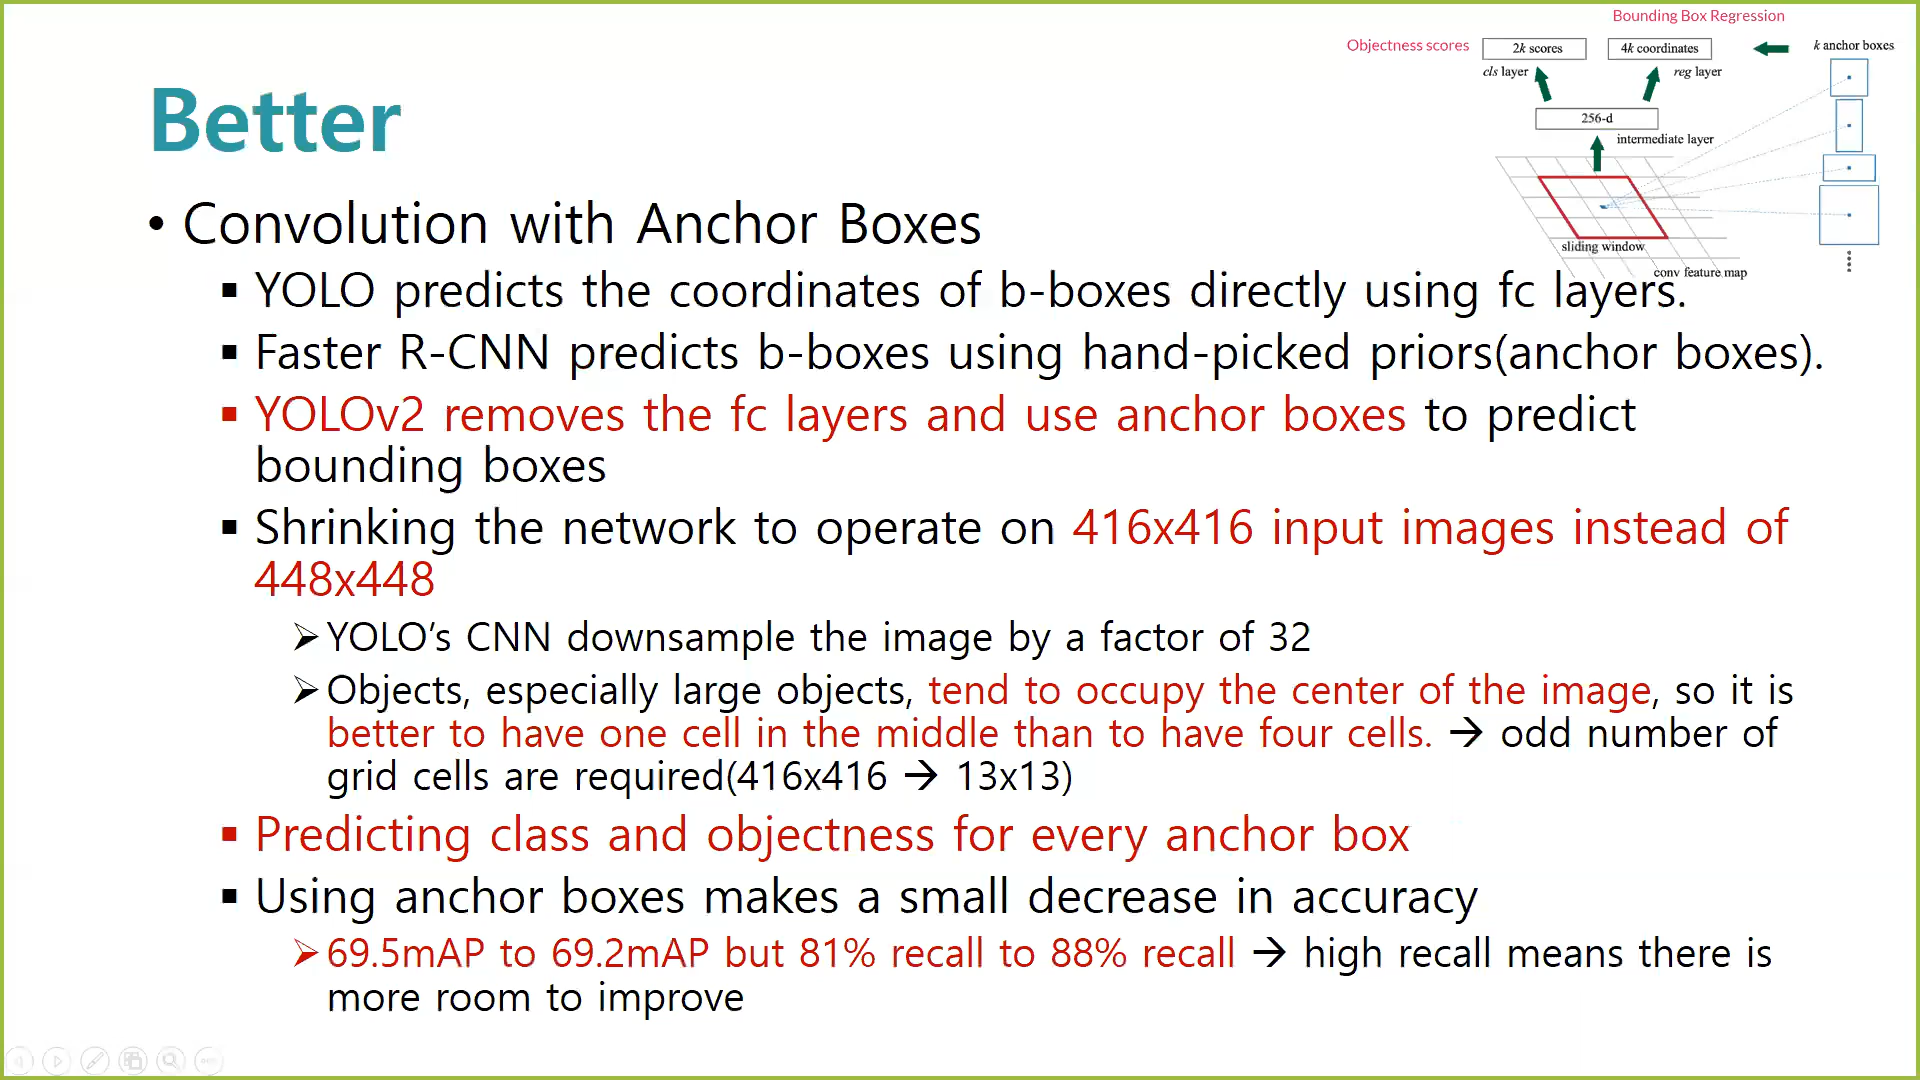 Bounding Box Regression
Objectness scores
2k scores
4k coordinates
k anchor boxes
cls layer
reg layer
256-d
intermediate layer
sliding window
conv feature map
Better
• Convolution with Anchor Boxes
▪ YOLO predicts the coordinates of b-boxes directly using fc layers.
▪ Faster R-CNN predicts b-boxes using hand-picked priors(anchor boxes).
▪ YOLOv2 removes the fc layers and use anchor boxes to predict
bounding boxes
▪ Shrinking the network to operate on 416x416 input images instead of
448x448
➢ YOLO’s CNN downsample the image by a factor of 32
➢ Objects, especially large objects, tend to occupy the center of the image, so it is
better to have one cell in the middle than to have four cells. → odd number of
grid cells are required(416x416 → 13x13)
▪ Predicting class and objectness for every anchor box
▪ Using anchor boxes makes a small decrease in accuracy
➢ 69.5mAP to 69.2mAP but 81% recall to 88% recall → high recall means there is
more room to improve